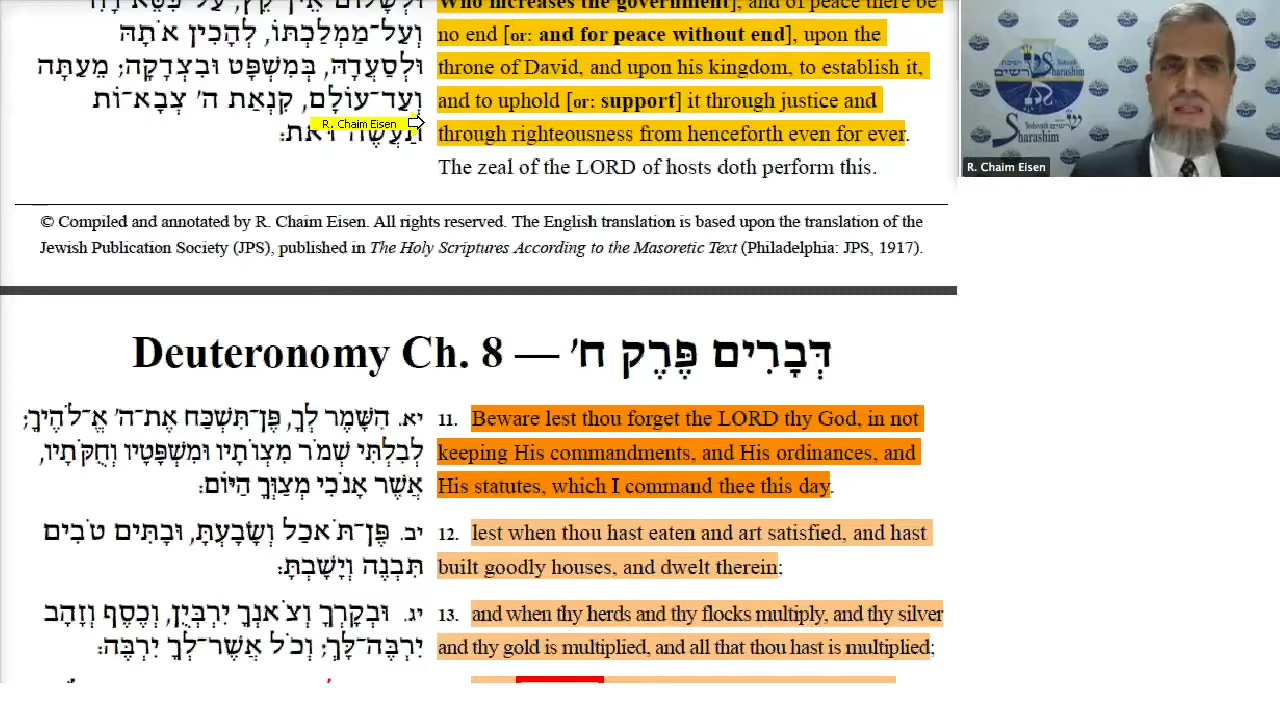 Who increases the government], and of peace there be
no end [or: and for peace without end], upon the
throne of David, and upon his kingdom, to establish it,
and to uphold [or: support] it through justice and
through righteousness from henceforth even for ever.
The zeal of the LORD of hosts doth perform this.
וְעַל־מַמְלַכְתּוֹ, לְהָכִין אֹתָהּ
וּלְסַעֲדָהּ, בְּמִשְׁפָּט וּבִצְדָקָה; מֵעַתָּה
וְעַד־עוֹלָם, קִנְאַת ה' צְבָא־וֹת
R. Chaim Eisen
© Compiled and annotated by R. Chaim Eisen. All rights reserved. The English translation is based upon the translation of the
Jewish Publication Society (JPS), published in The Holy Scriptures According to the Masoretic Text (Philadelphia: JPS, 1917).
Deuteronomy Ch. 8 — דְּבָרִים פֶּרֶק ח'
11. Beware lest thou forget the LORD thy God, in not
keeping His commandments, and His ordinances, and
His statutes, which I command thee this day.
יא. הִשָּׁמֶר לְךָ, פֶּן־תִּשְׁכַּח אֶת־ה' אֱ־לֹהֶיךָ;
לְבִלְתִּי שְׁמֹר מִצְוֹתָיו וּמִשְׁפָּטָיו וְחֻקֹּתָיו,
אֲשֶׁר אָנֹכִי מְצַוְּךָ הַיּוֹם:
12. lest when thou hast eaten and art satisfied, and hast
built goodly houses, and dwelt therein;
יב. פֶּן־תֹּאכַל וְשָׂבָעְתָּ, וּבָתִּים טֹבִים
תִּבְנֶה וְיָשָׁבְתָּ:
13. and when thy herds and thy flocks multiply, and thy silver
and thy gold is multiplied, and all that thou hast is multiplied;
יג. וּבְקָרְךָ וְצֹאנְךָ יִרְבְּיֻן, וְכֶסֶף וְזָהָב
יִרְבֶּה־לָּךְ; וְכֹל אֲשֶׁר־לְךָ יִרְבֶּה:
Sharashim
Yeshivath
Sharashim
R. Chaim Eisen